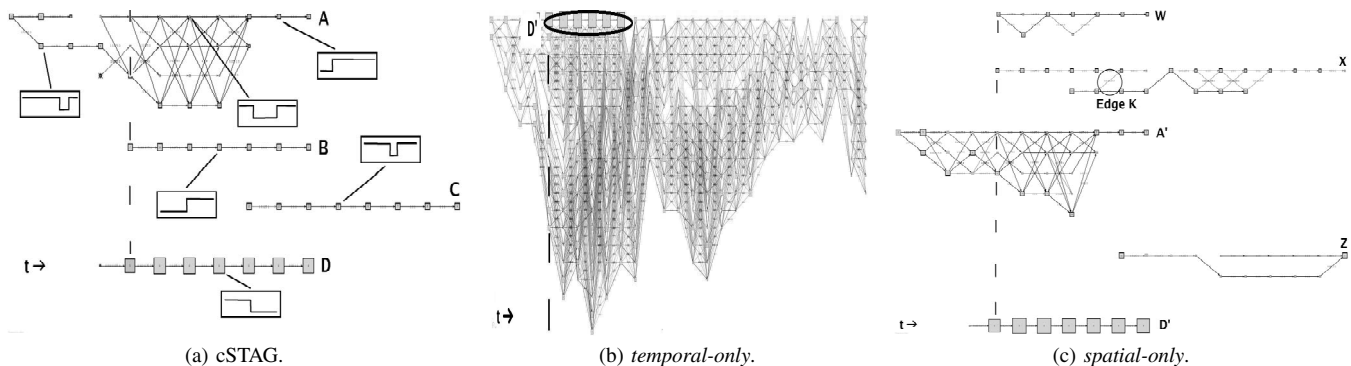 A
B
C
t → D
(a) cSTAG.
D'
t →
(b) temporal-only.
W
X
Edge K
A'
Z
t → D'
(c) spatial-only.